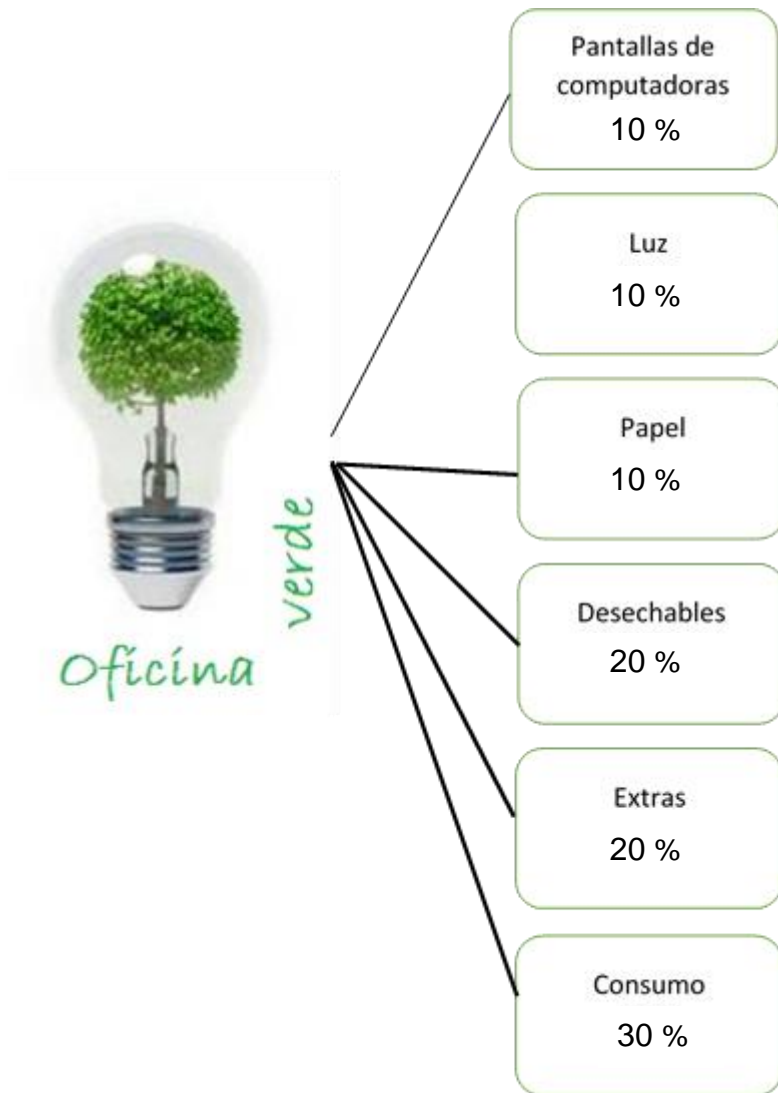 Pantallas de
computadoras
10 %
Luz
10 %
Papel
10 %
Desechables
20 %
Extras
20 %
Consumo
30 %
Oficina
verde